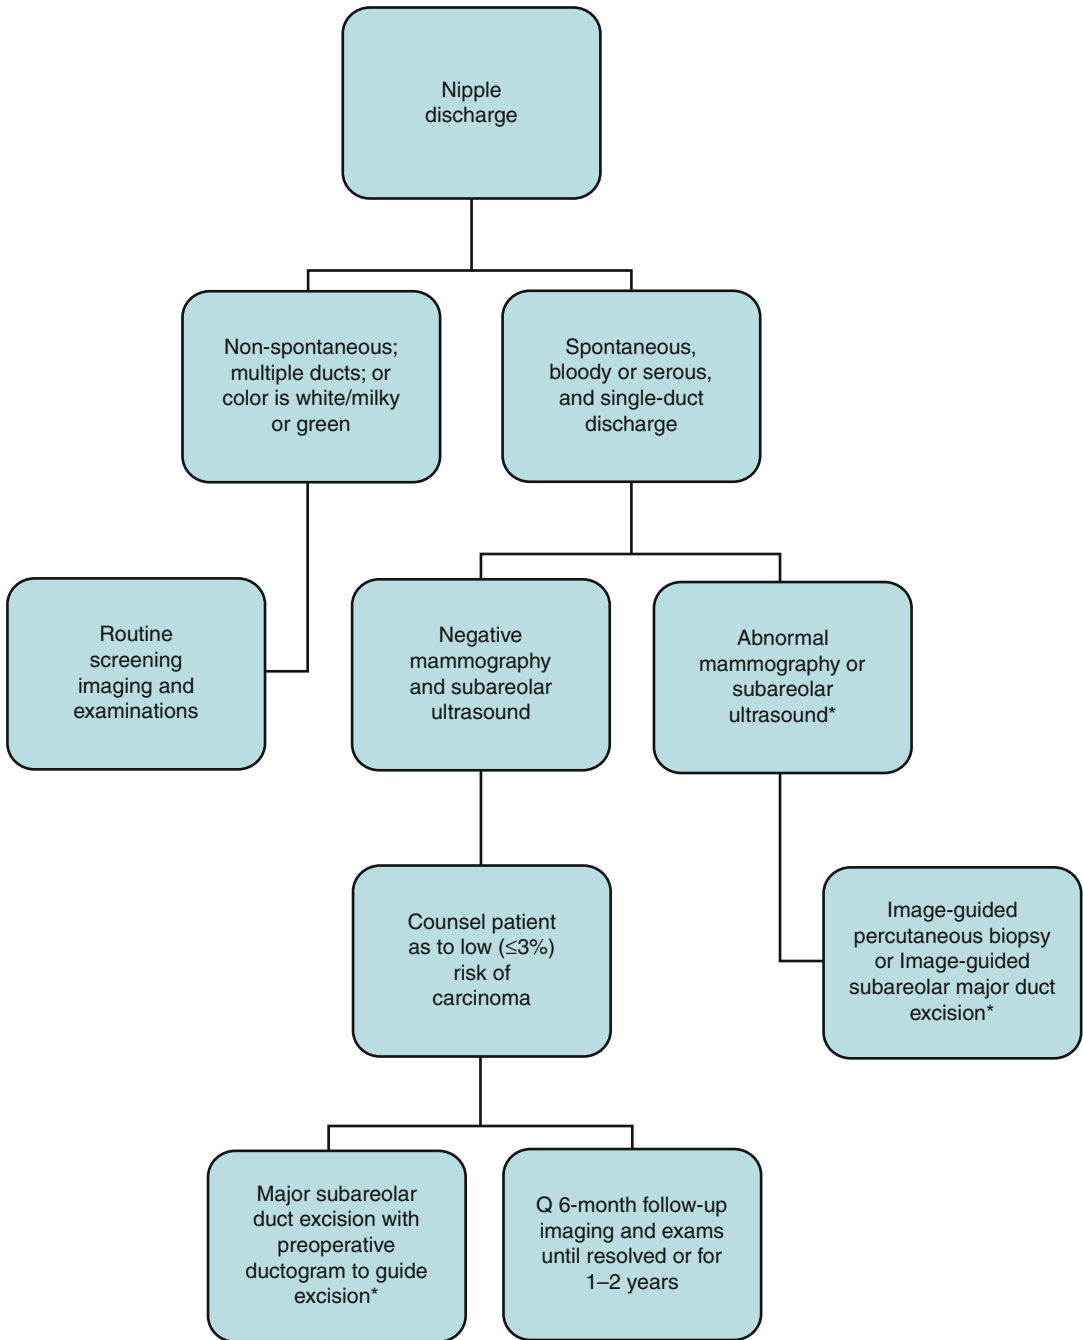 Nipple
discharge
Non-spontaneous;
multiple ducts; or
color is white/milky
or green
Spontaneous,
bloody or serous,
and single-duct
discharge
Routine
screening
imaging and
examinations
Negative
mammography
and subareolar
ultrasound
Abnormal
mammography or
subareolar
ultrasound*
Counsel patient
as to low (≤3%)
risk of
carcinoma
Image-guided
percutaneous biopsy
or Image-guided
subareolar major duct
excision*
Major subareolar
duct excision with
preoperative
ductogram to guide
excision*
Q 6-month follow-up
imaging and exams
until resolved or for
1–2 years